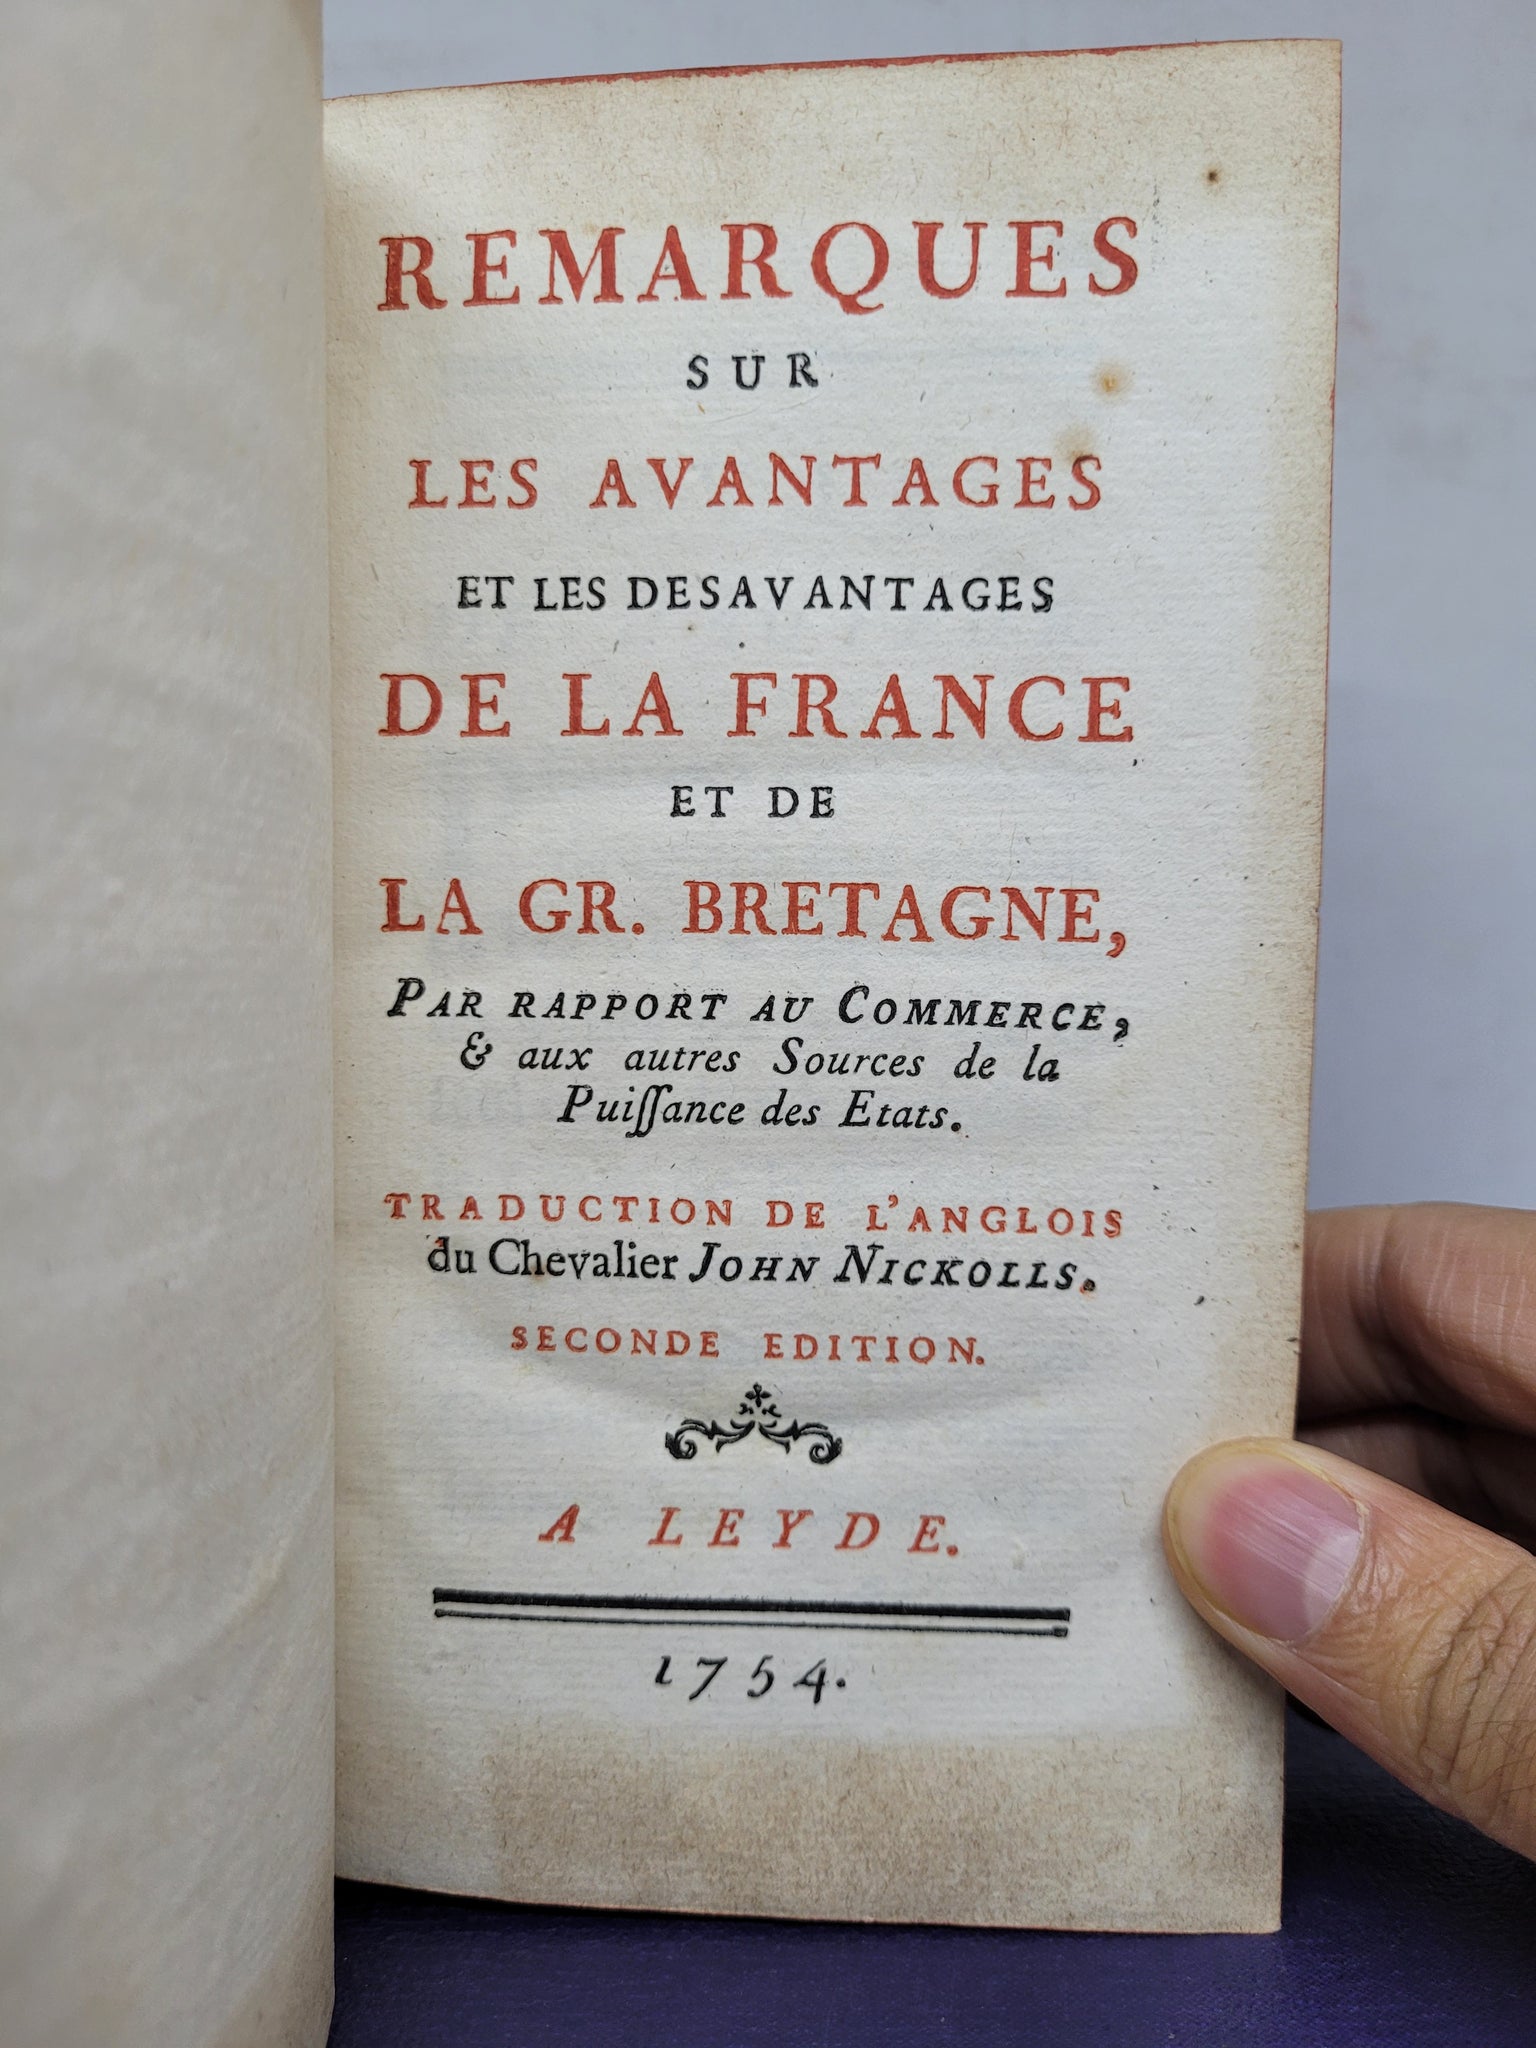 REMARQUES
SUR
LES AVANTAGES
ET LES DESAVANTAGES
DE LA FRANCE
ET DE
LA GR. BRETAGNE,
PAR RAPPORT AU COMMERCE,
& aux autres Sources de la
Puiſſance des Etats.
TRADUCTION DE L'ANGLOIS
du Chevalier JOHN NICKOLLS.
SECONDE EDITION.
A LEYDE.
1754.